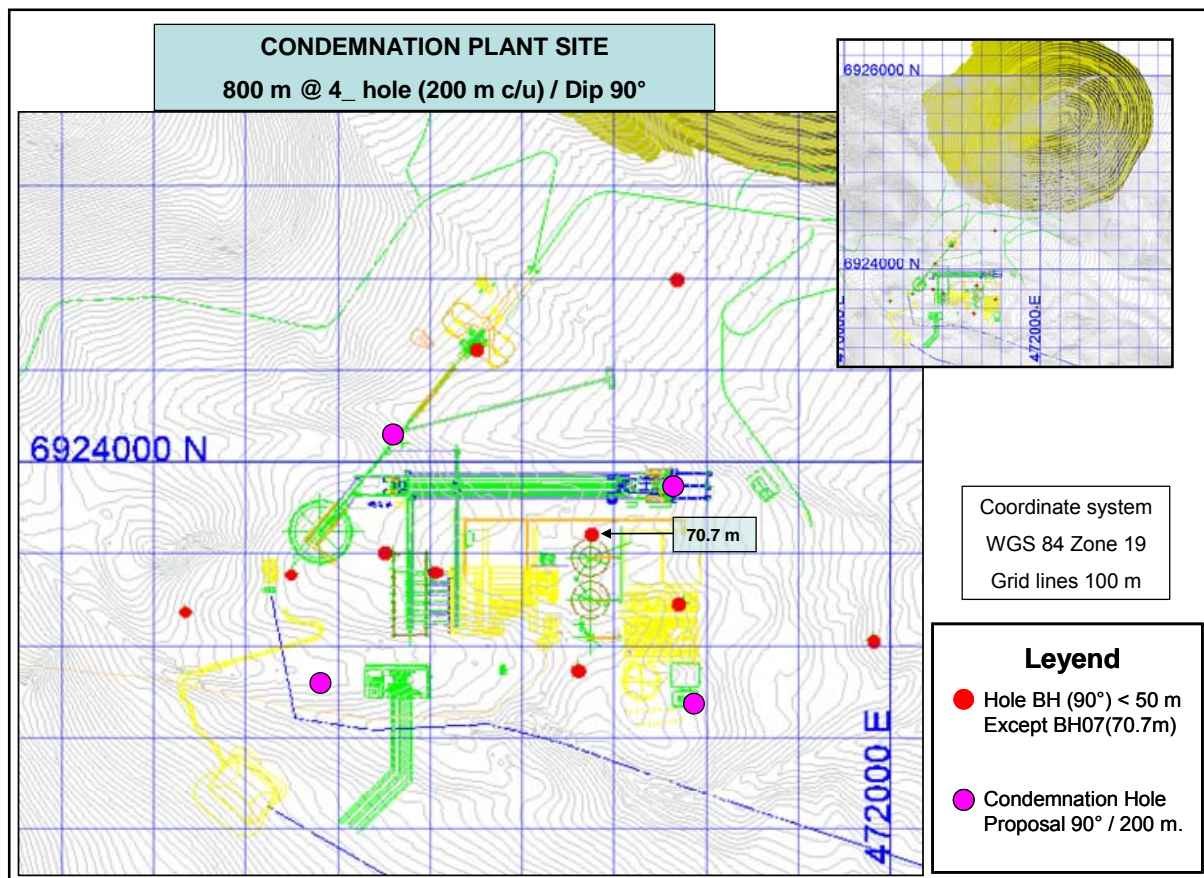 CONDEMNATION PLANT SITE
800 m @ 4_ hole (200 m c/u) / Dip 90°
6926000 N
6924000 N
472000 E
6924000 N
70.7 m
472000 E
Coordinate system
WGS 84 Zone 19
Grid lines 100 m
Leyend
Hole BH (90°) < 50 m
Except BH07(70.7m)
Condemnation Hole
Proposal 90° / 200 m.